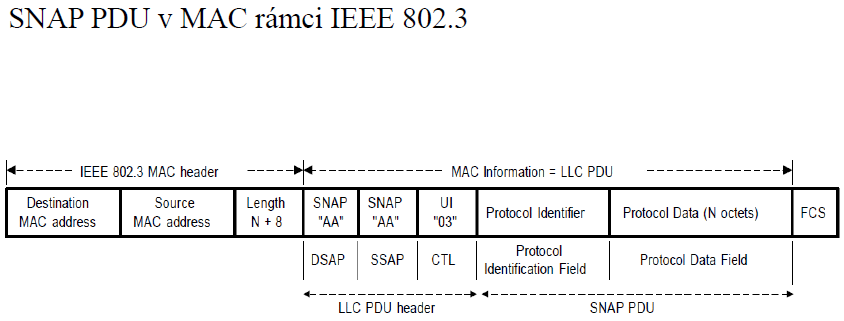 SNAP PDU v MAC rámci IEEE 802.3
IEEE 802.3 MAC header
MAC Information = LLC PDU
Destination
MAC address
Source
MAC address
Length
N + 8
SNAP
"AA"
SNAP
"AA"
UI
"03"
Protocol Identifier
Protocol Data (N octets)
FCS
DSAP
SSAP
CTL
Protocol
Identification Field
Protocol Data Field
LLC PDU header
SNAP PDU